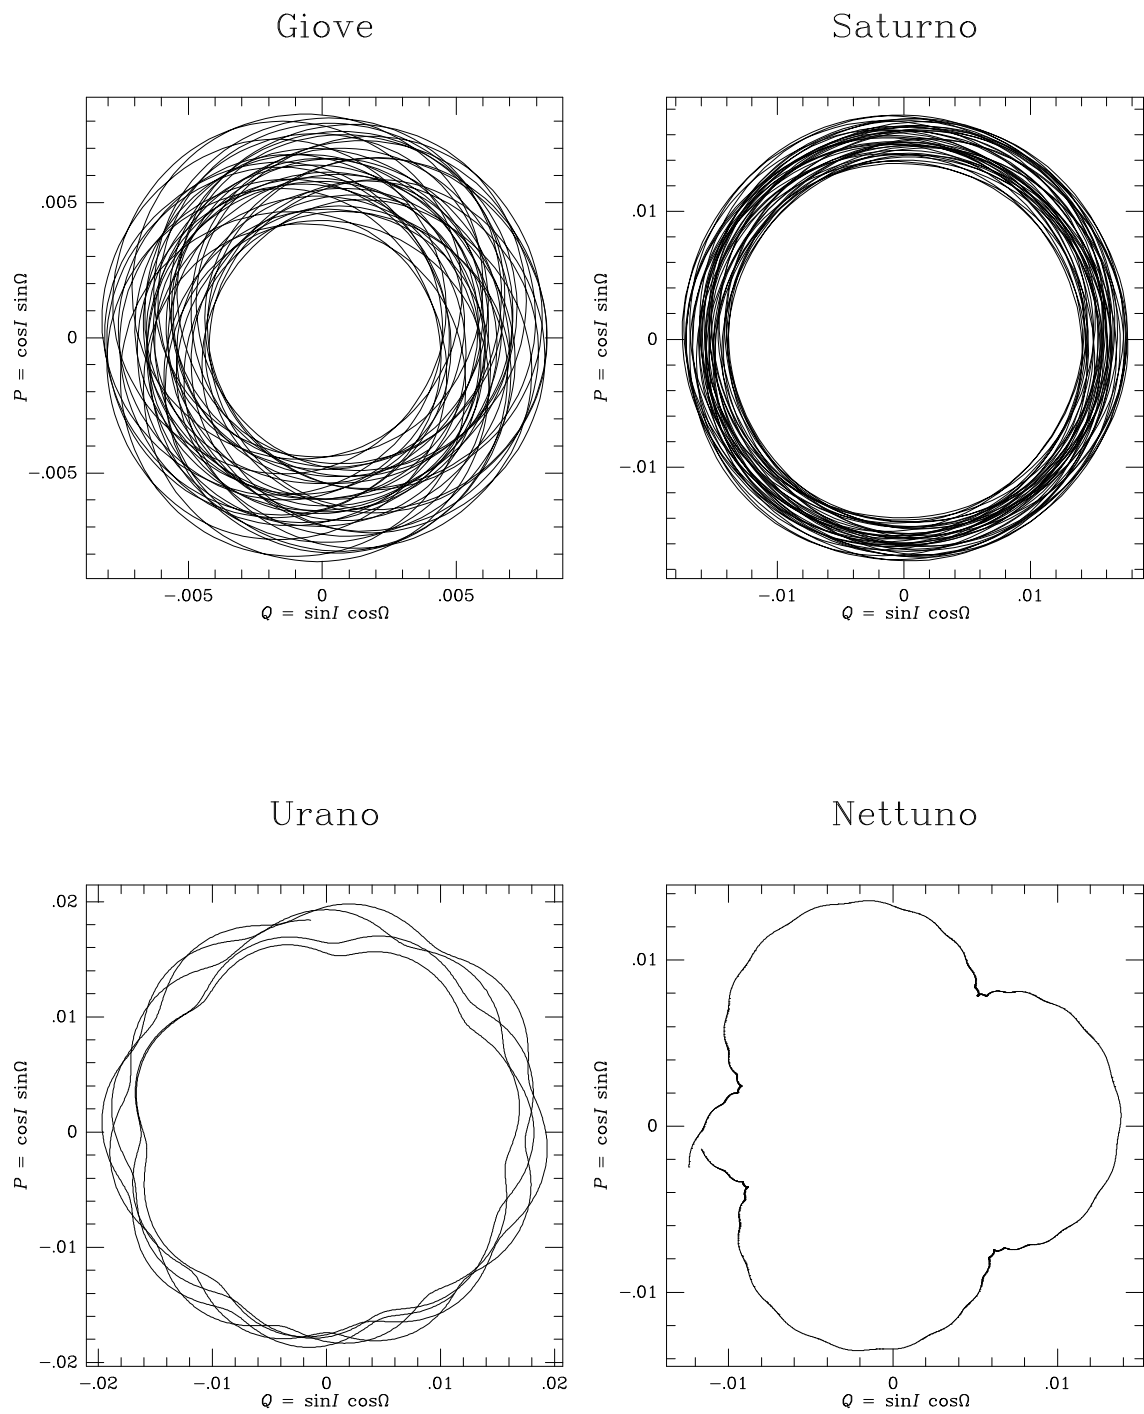 Giove
Saturno
.005
0
-.005
P = cosI sinΩ
-.005 0 .005
Q = sinI cosΩ
.01
0
-.01
P = cosI sinΩ
-.01 0 .01
Q = sinI cosΩ
Urano
Nettuno
.02
.01
0
-.01
-.02
P = cosI sinΩ
-.02 -.01 0 .01 .02
Q = sinI cosΩ
.01
0
-.01
P = cosI sinΩ
-.01 0 .01
Q = sinI cosΩ